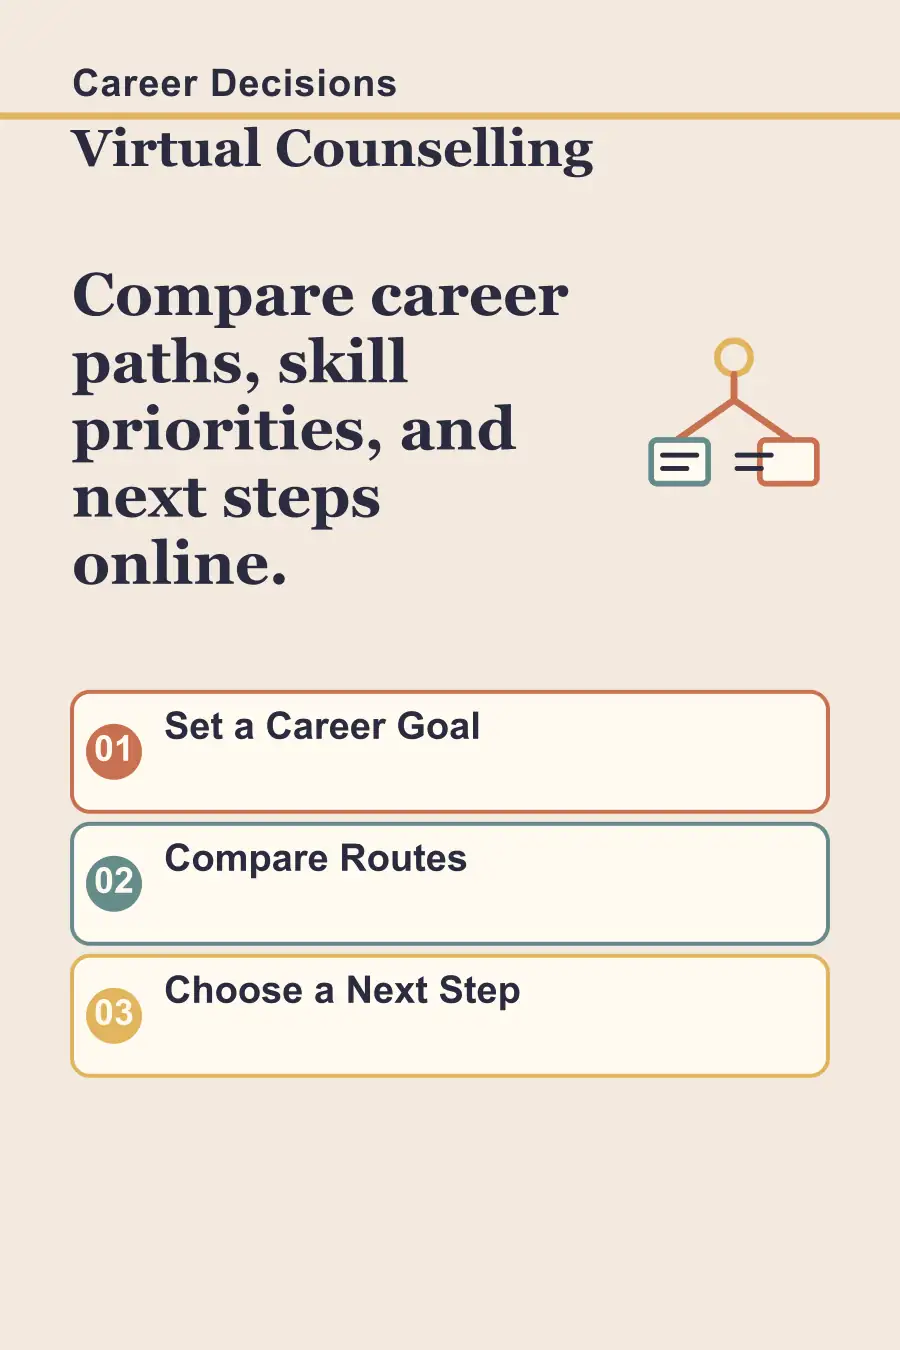 Career Decisions
Virtual Counselling
Compare career
paths, skill
priorities, and
next steps
online.
01 Set a Career Goal
02 Compare Routes
03 Choose a Next Step